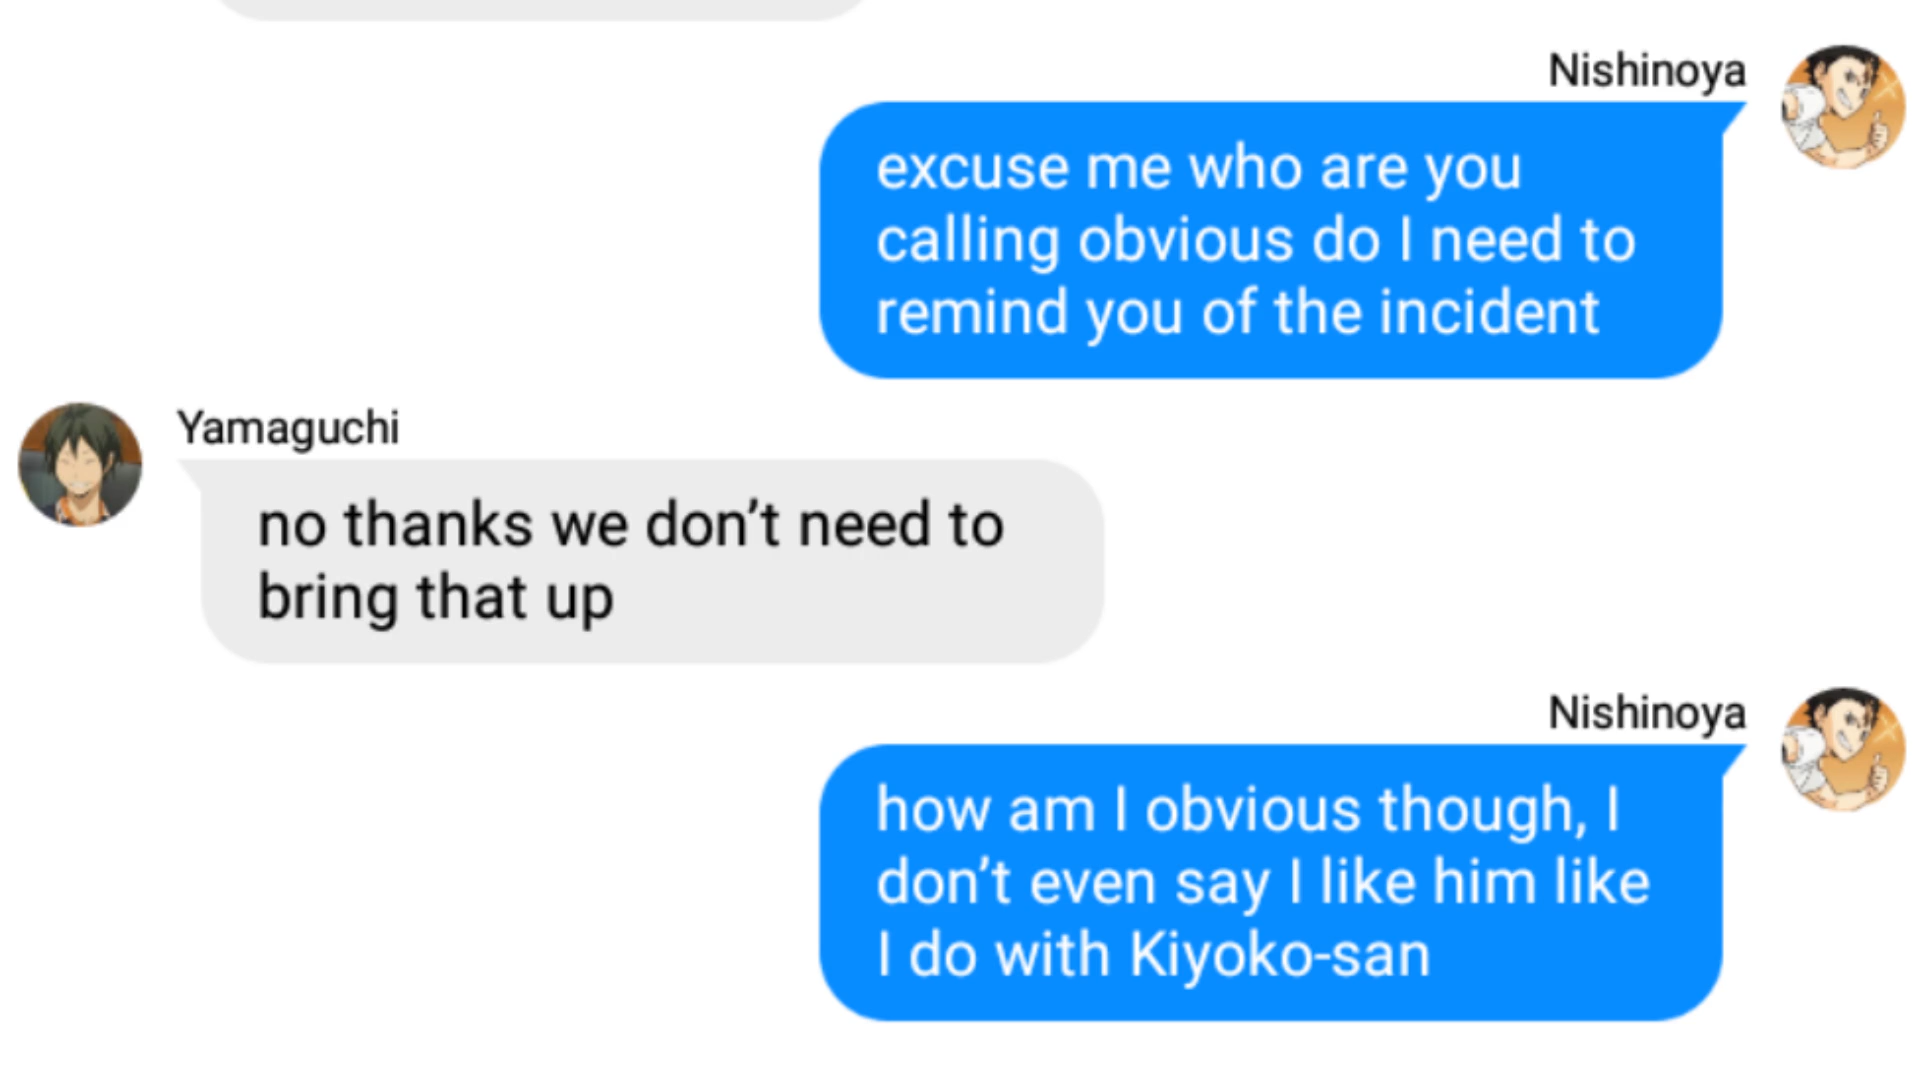 Nishinoya
excuse me who are you
calling obvious do I need to
remind you of the incident
Yamaguchi
no thanks we don’t need to
bring that up
Nishinoya
how am I obvious though, I
don’t even say I like him like
I do with Kiyoko-san